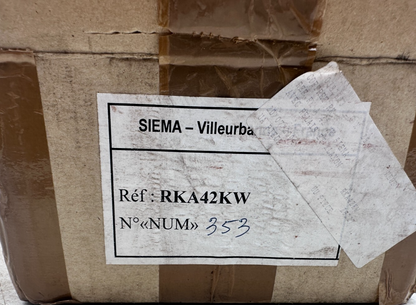 SIEMA – Villeurba
Réf : RKA42KW
N°«NUM» 353